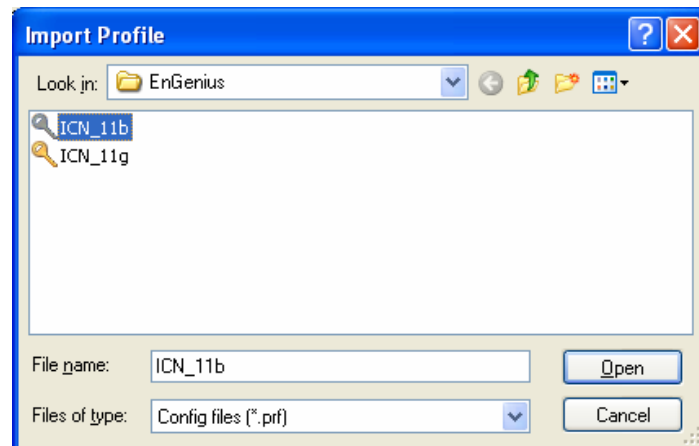 Import Profile
Look in: EnGenius
ICN_11b
ICN_11g
File name: ICN_11b Open
Files of type: Config files (*.prf) Cancel